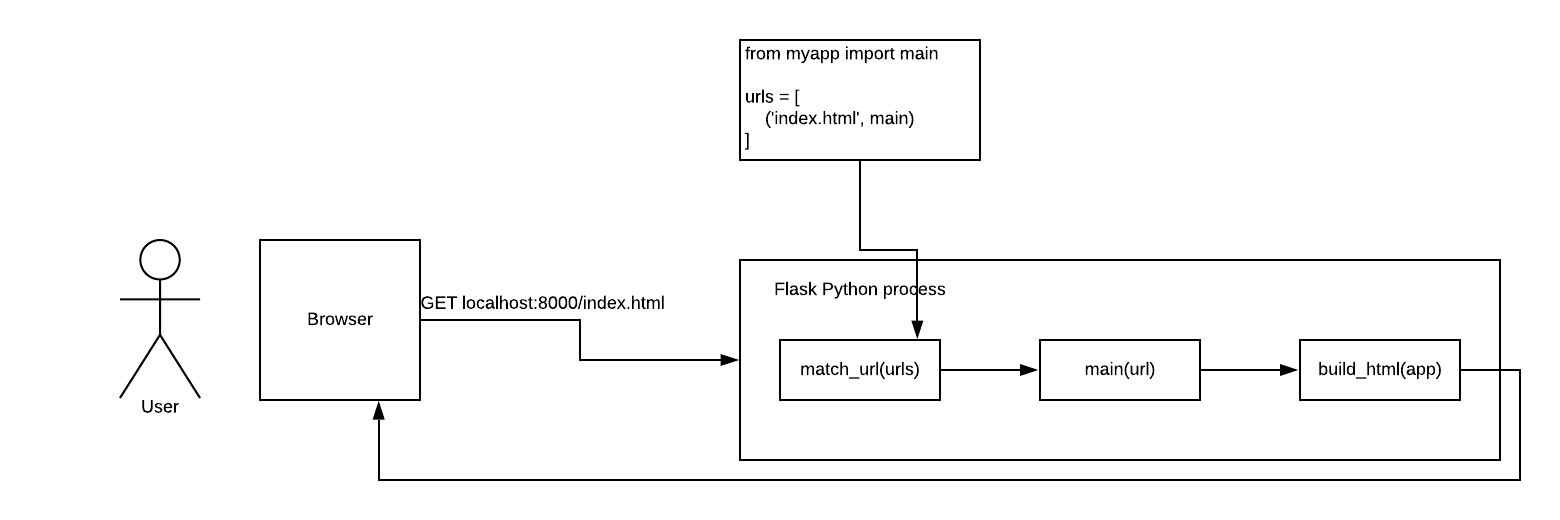 from myapp import main
urls = [
('index.html', main)
]
User
Browser
GET localhost:8000/index.html
Flask Python process
match_url(urls)
main(url)
build_html(app)